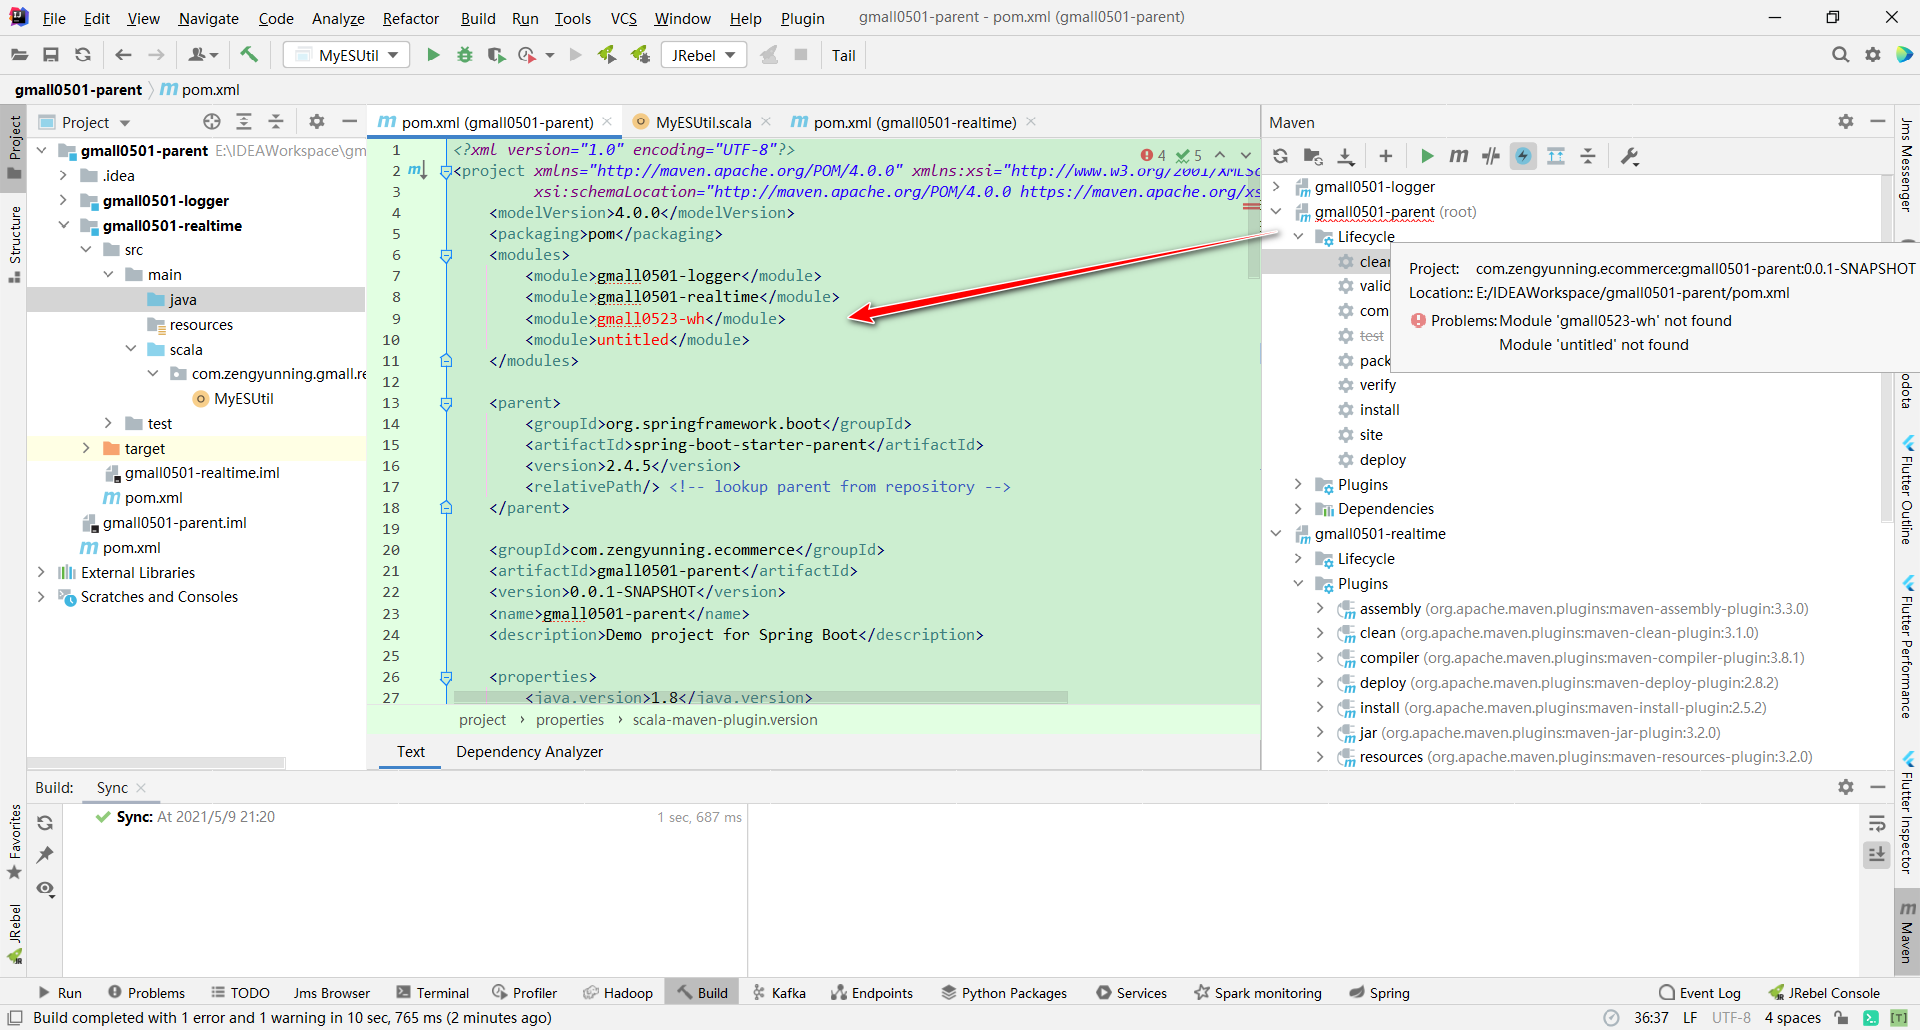 File Edit View Navigate Code Analyze Refactor Build Run Tools VCS Window Help Plugin gmall0501-parent - pom.xml (gmall0501-parent)
MyESUtil JRebel Tail
gmall0501-parent pom.xml
Project
pom.xml (gmall0501-parent) MyESUtil.scala pom.xml (gmall0501-realtime)
Maven
Project
Structure
Favorites
JRebel
gmall0501-parent E:\IDEAWorkspace\gm
.idea
gmall0501-logger
gmall0501-realtime
src
main
java
resources
scala
com.zengyunning.gmall.re
MyESUtil
test
target
gmall0501-realtime.iml
pom.xml
gmall0501-parent.iml
pom.xml
External Libraries
Scratches and Consoles
4 5
1 <?xml version="1.0" encoding="UTF-8"?>
2 <project xmlns="http://maven.apache.org/POM/4.0.0" xmlns:xsi="http://www.w3.org/2001/XMLSc
3 xsi:schemaLocation="http://maven.apache.org/POM/4.0.0 https://maven.apache.org/xs
4 <modelVersion>4.0.0</modelVersion>
5 <packaging>pom</packaging>
6 <modules>
7 <module>gmall0501-logger</module>
8 <module>gmall0501-realtime</module>
9 <module>gmall0523-wh</module>
10 <module>untitled</module>
11 </modules>
12
13 <parent>
14 <groupId>org.springframework.boot</groupId>
15 <artifactId>spring-boot-starter-parent</artifactId>
16 <version>2.4.5</version>
17 <relativePath/> <!-- lookup parent from repository -->
18 </parent>
19
20 <groupId>com.zengyunning.ecommerce</groupId>
21 <artifactId>gmall0501-parent</artifactId>
22 <version>0.0.1-SNAPSHOT</version>
23 <name>gmall0501-parent</name>
24 <description>Demo project for Spring Boot</description>
25
26 <properties>
27 <java.version>1.8</java.version>
project › properties › scala-maven-plugin.version
Text Dependency Analyzer
gmall0501-logger
gmall0501-parent (root)
Lifecycle
clean
valid
com
test
pack
verify
install
site
deploy
Plugins
Dependencies
gmall0501-realtime
Lifecycle
Plugins
assembly (org.apache.maven.plugins:maven-assembly-plugin:3.3.0)
clean (org.apache.maven.plugins:maven-clean-plugin:3.1.0)
compiler (org.apache.maven.plugins:maven-compiler-plugin:3.8.1)
deploy (org.apache.maven.plugins:maven-deploy-plugin:2.8.2)
install (org.apache.maven.plugins:maven-install-plugin:2.5.2)
jar (org.apache.maven.plugins:maven-jar-plugin:3.2.0)
resources (org.apache.maven.plugins:maven-resources-plugin:3.2.0)
Project: com.zengyunning.ecommerce:gmall0501-parent:0.0.1-SNAPSHOT
Location:: E:/IDEAWorkspace/gmall0501-parent/pom.xml
Problems: Module 'gmall0523-wh' not found
Module 'untitled' not found
Jms Messenger
odota
Flutter Outline
Flutter Performance
Flutter Inspector
Maven
Build: Sync
Sync: At 2021/5/9 21:20 1 sec, 687 ms
Run Problems TODO Jms Browser Terminal Profiler Hadoop Build Kafka Endpoints Python Packages Services Spark monitoring Spring Event Log JRebel Console
Build completed with 1 error and 1 warning in 10 sec, 765 ms (2 minutes ago) 36:37 LF UTF-8 4 spaces [T]